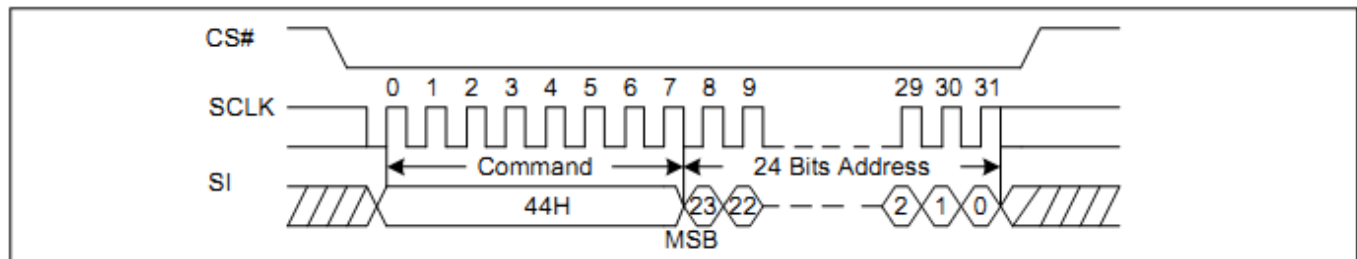 CS#
0 1 2 3 4 5 6 7 8 9 29 30 31
SCLK
Command 24 Bits Address
SI
44H 23 22 2 1 0
MSB